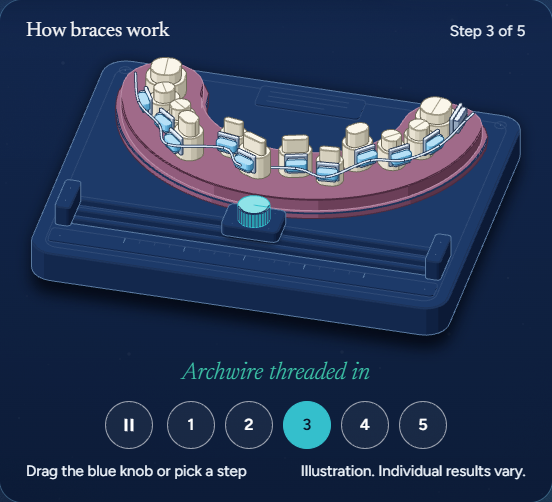 How braces work
Step 3 of 5
Archwire threaded in
1 2 3 4 5
Drag the blue knob or pick a step
Illustration. Individual results vary.